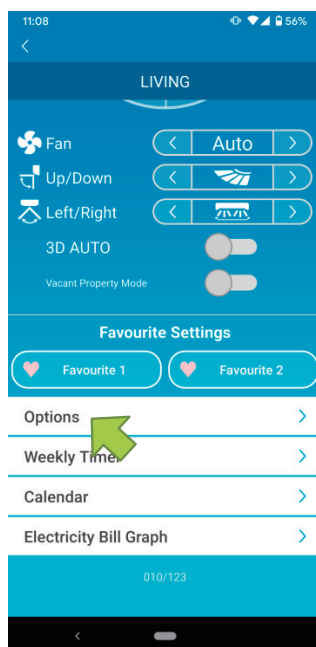 11:08 56%
LIVING
Fan Auto
Up/Down
Left/Right
3D AUTO
Vacant Property Mode
Favourite Settings
Favourite 1 Favourite 2
Options
Weekly Timer
Calendar
Electricity Bill Graph
010/123